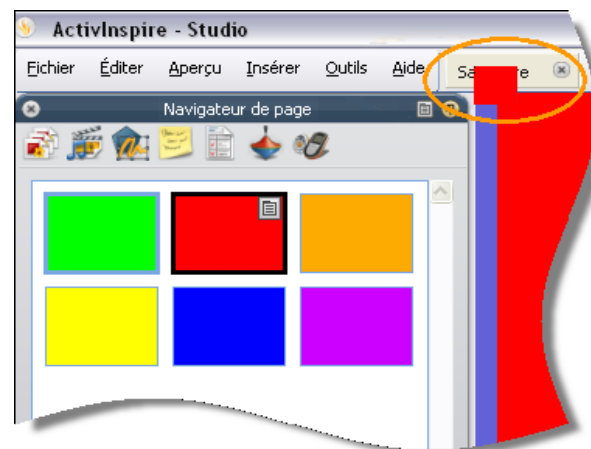 ActivInspire - Studio
Fichier Éditer Aperçu Insérer Outils Aide
Navigateur de page